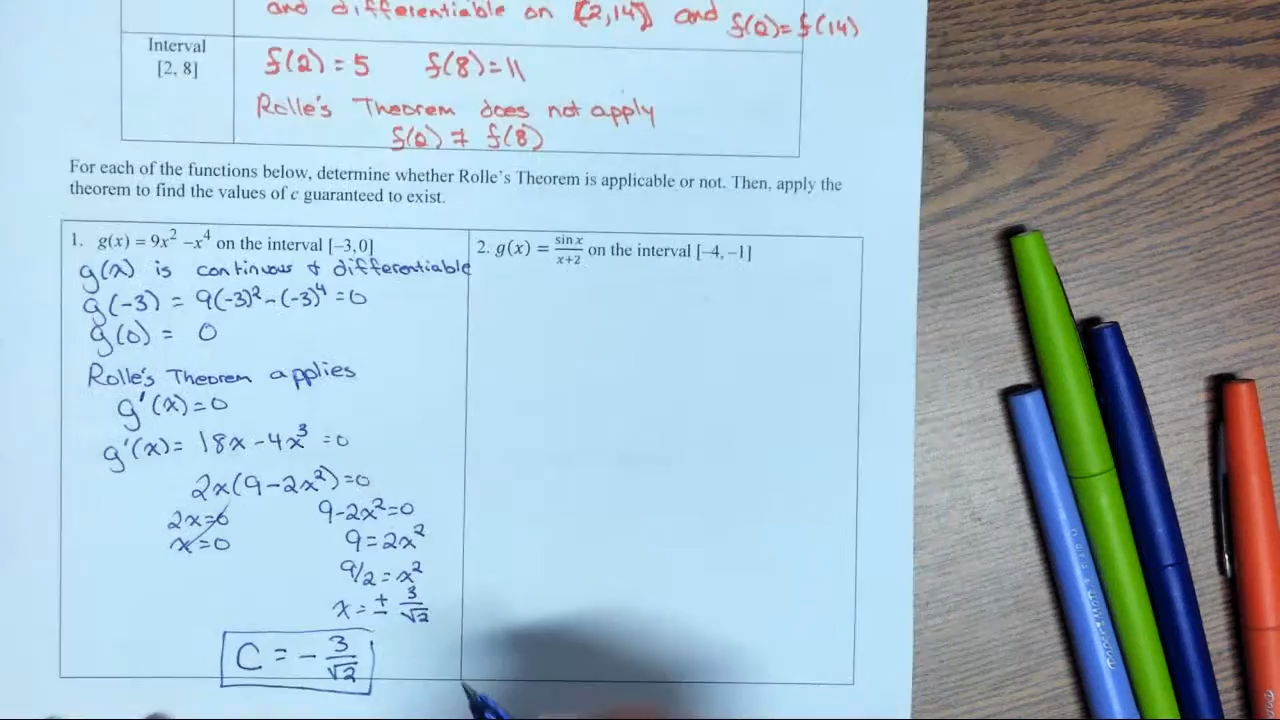 and differentiable on [2,14] and f(2)=f(14)
Interval
[2, 8]
f(2) = 5 f(8) = 11
Rolle's Theorem does not apply
f(2) ≠ f(8)
For each of the functions below, determine whether Rolle's Theorem is applicable or not. Then, apply the
theorem to find the values of c guaranteed to exist.
1. g(x) = 9x² −x⁴ on the interval [−3,0]
g(x) is continuous & differentiable
g(-3) = 9(-3)² - (-3)⁴ = 0
g(0) = 0
Rolle's Theorem applies
g'(x) = 0
g'(x) = 18x - 4x³ = 0
2x(9-2x²) = 0
2x=0
x=0
9-2x²=0
9 = 2x²
9/2 = x²
x = ± 3/√2
C = - 3/√2
2. g(x) = sin x/x+2 on the interval [−4, −1]